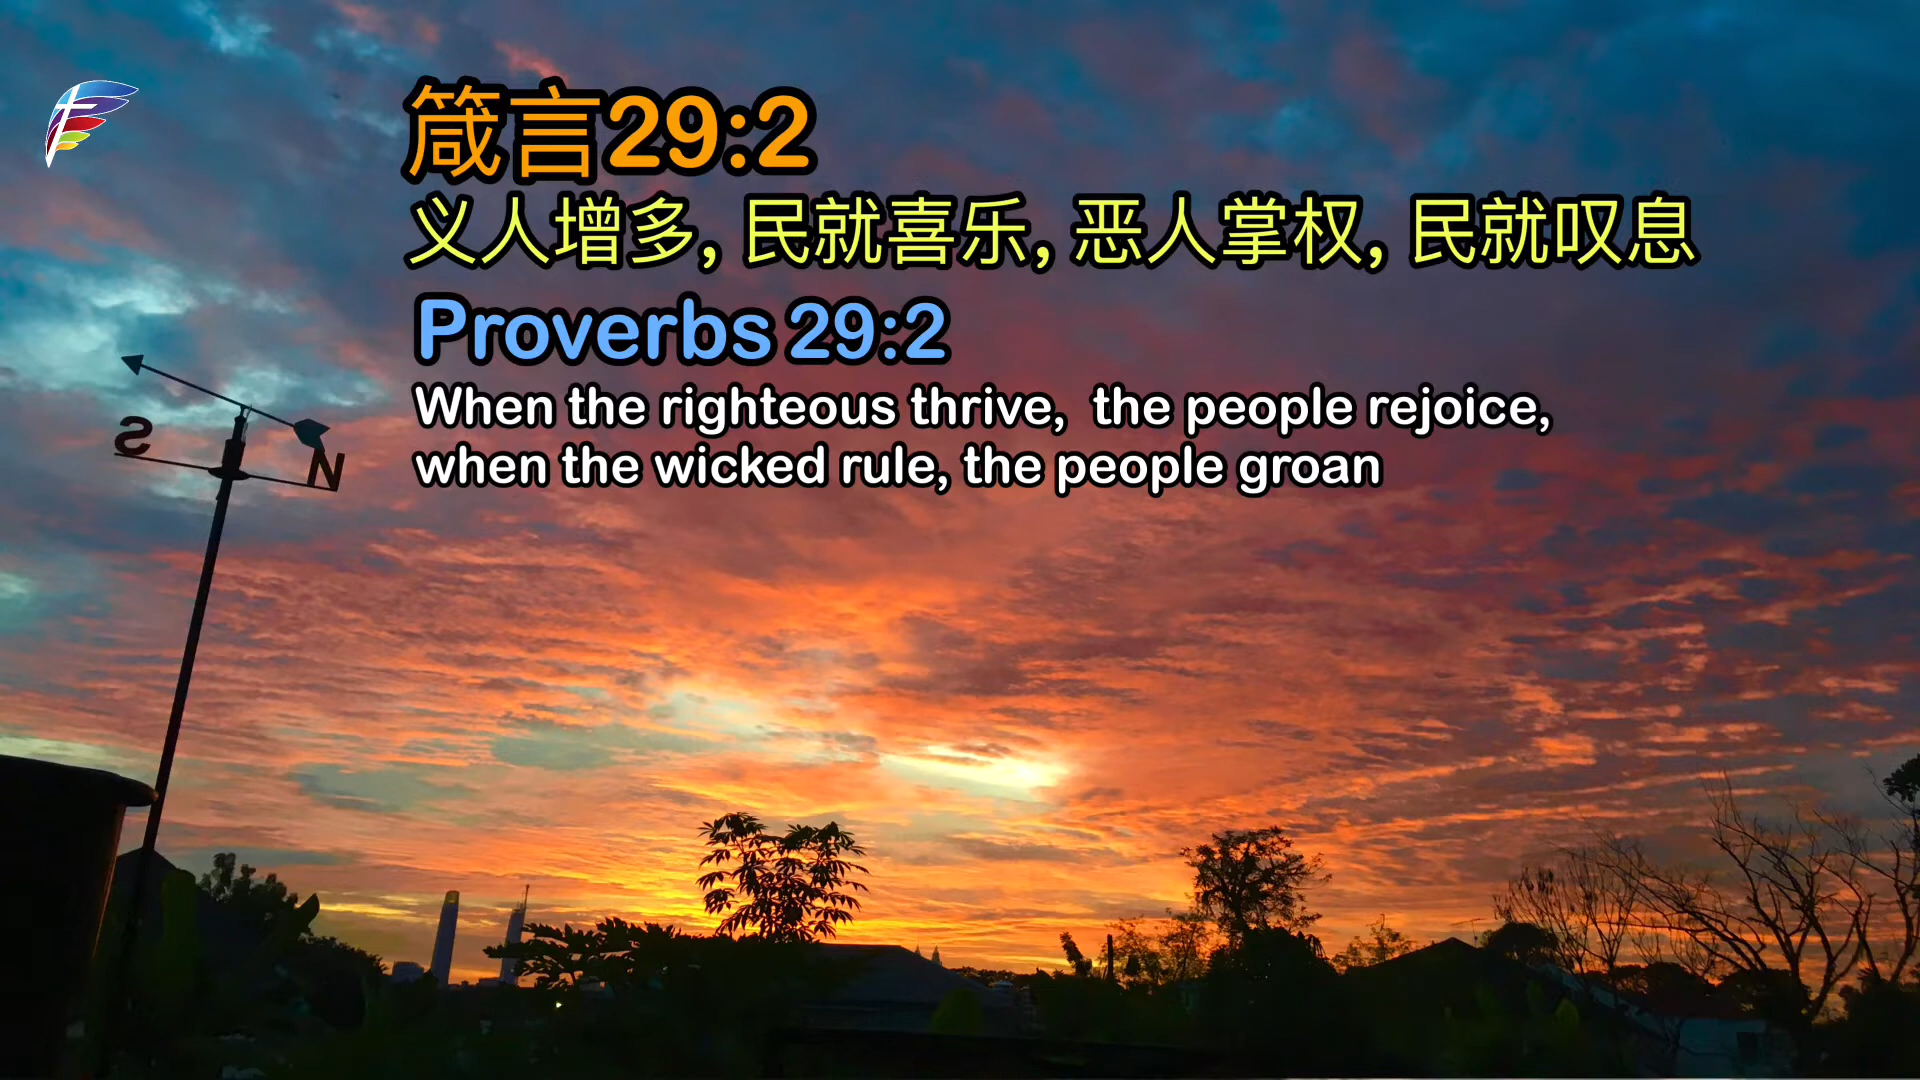 箴言29:2
义人增多, 民就喜乐, 恶人掌权, 民就叹息
Proverbs 29:2
When the righteous thrive, the people rejoice,
when the wicked rule, the people groan
S
N